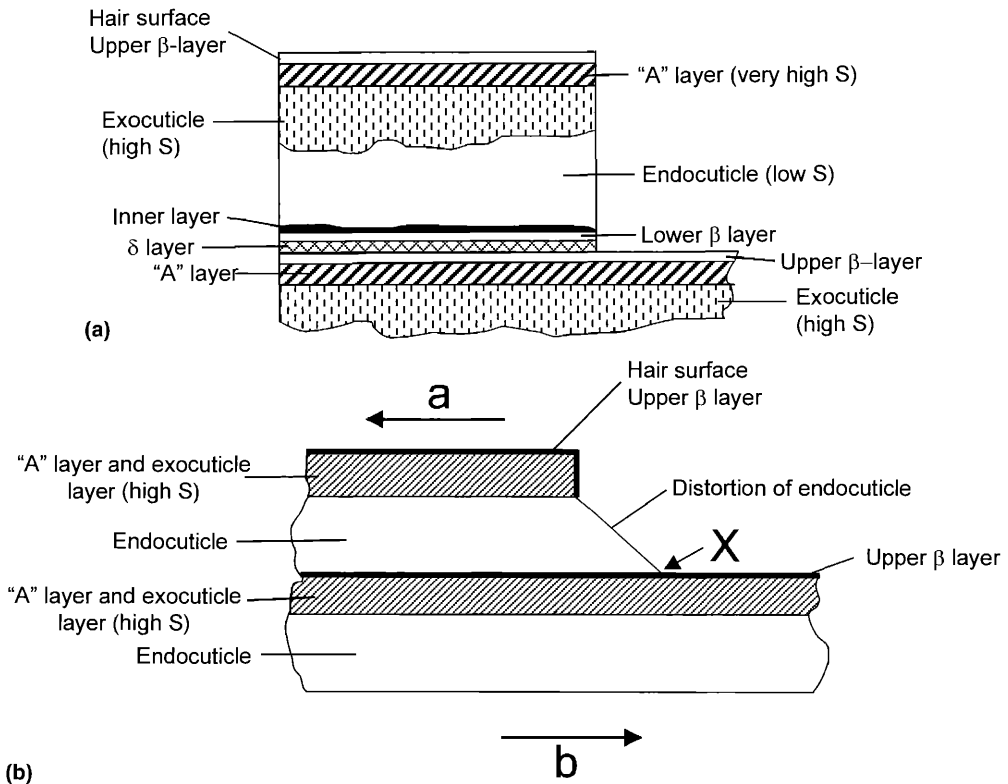 Hair surface
Upper β-layer
"A" layer (very high S)
Exocuticle
(high S)
Endocuticle (low S)
Inner layer
Lower β layer
δ layer
Upper β–layer
"A" layer
Exocuticle
(high S)
(a)
a
Hair surface
Upper β layer
"A" layer and exocuticle
layer (high S)
Distortion of endocuticle
Endocuticle
X
Upper β layer
"A" layer and exocuticle
layer (high S)
Endocuticle
b
(b)